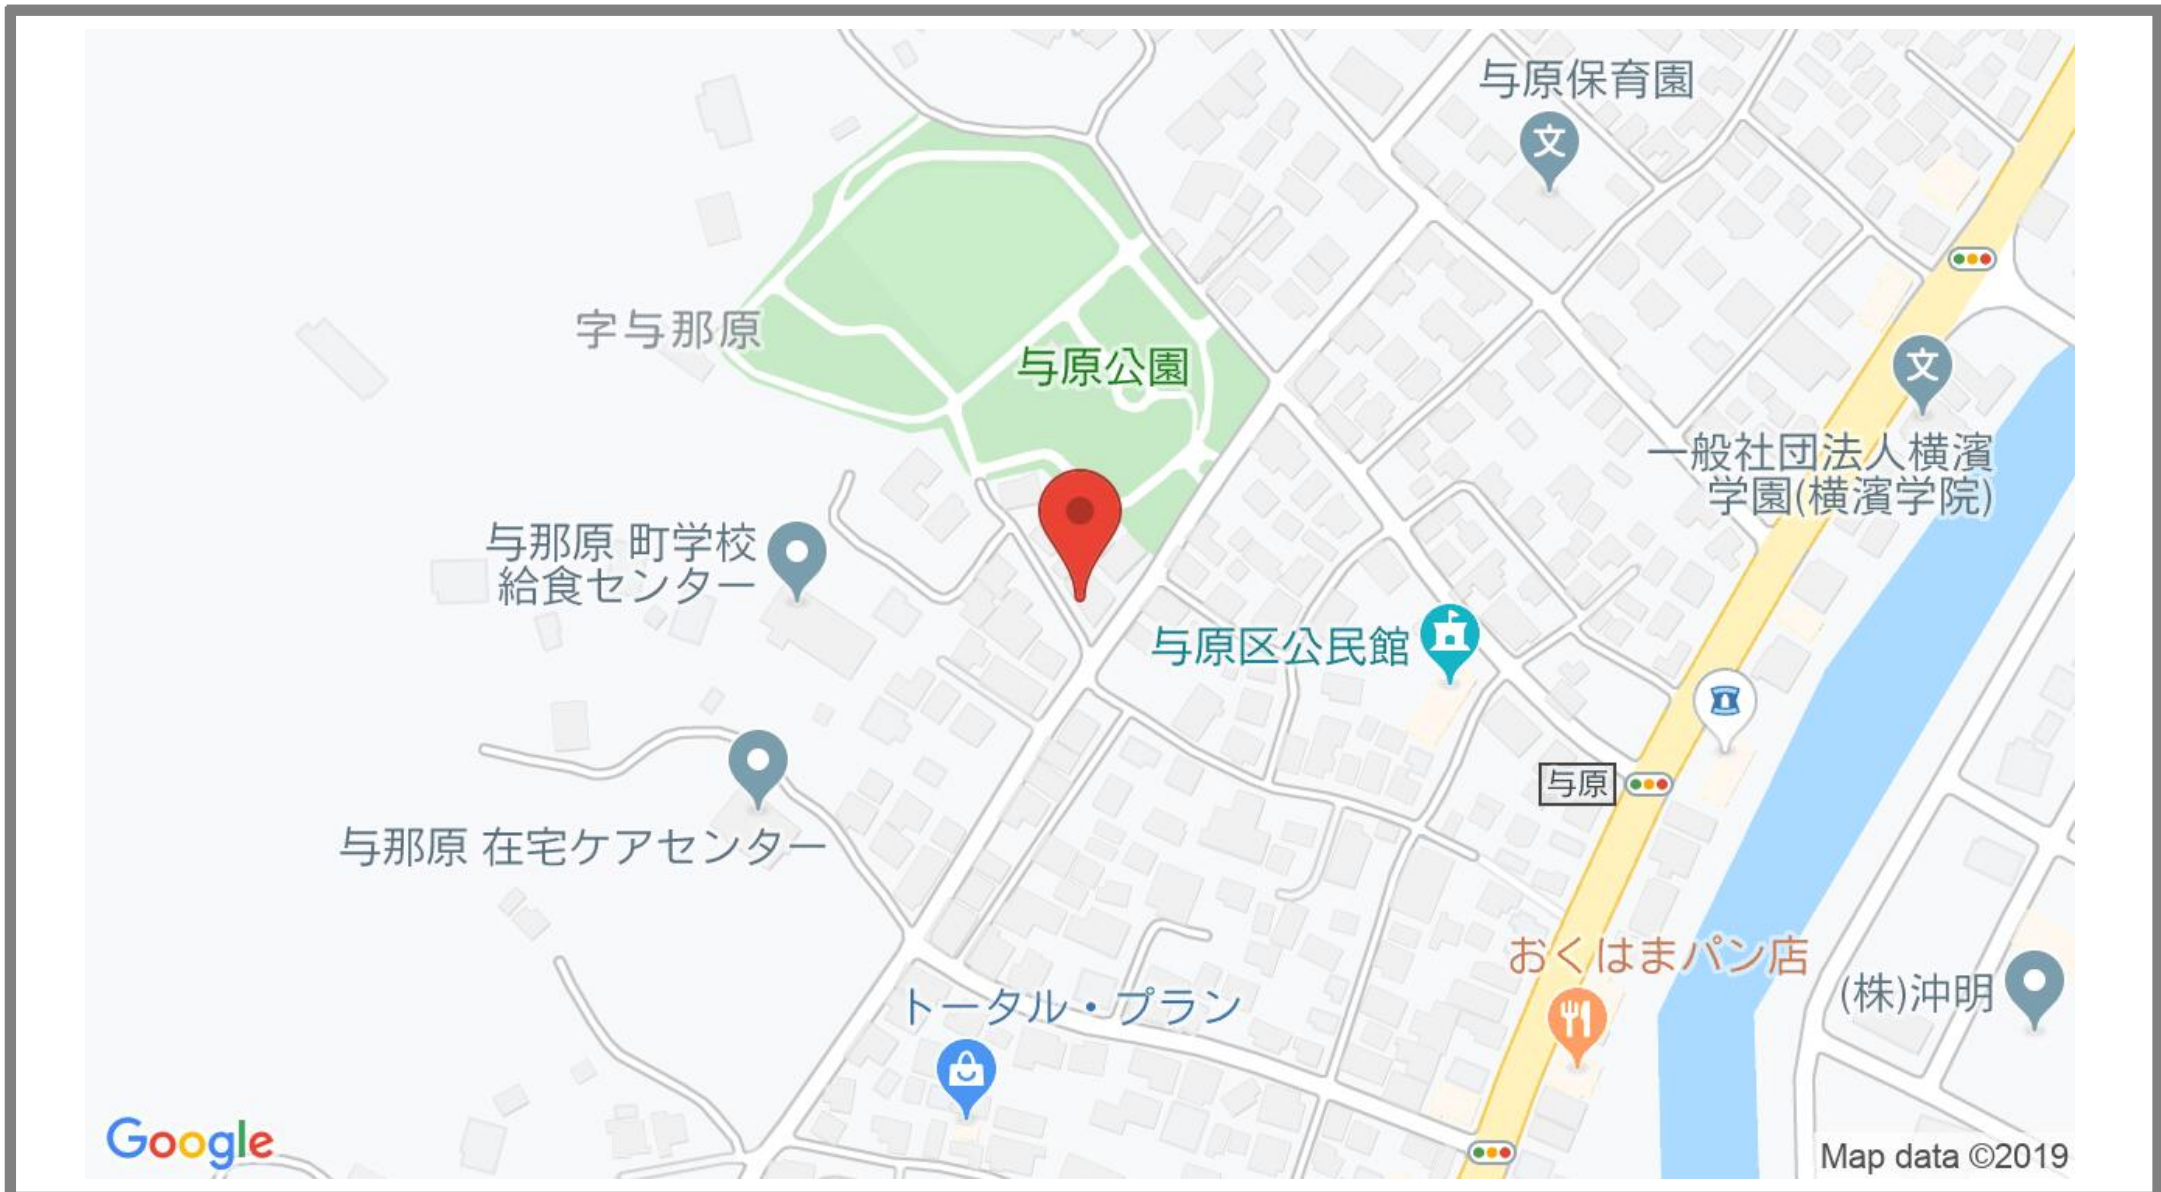 与原保育園
文
字与那原
与原公園
文
一般社団法人横濱
学園(横濱学院)
与那原 町学校
給食センター
与原区公民館
与原
与那原 在宅ケアセンター
おくはまパン店
(株)沖明
トータル・プラン
Google
Map data ©2019